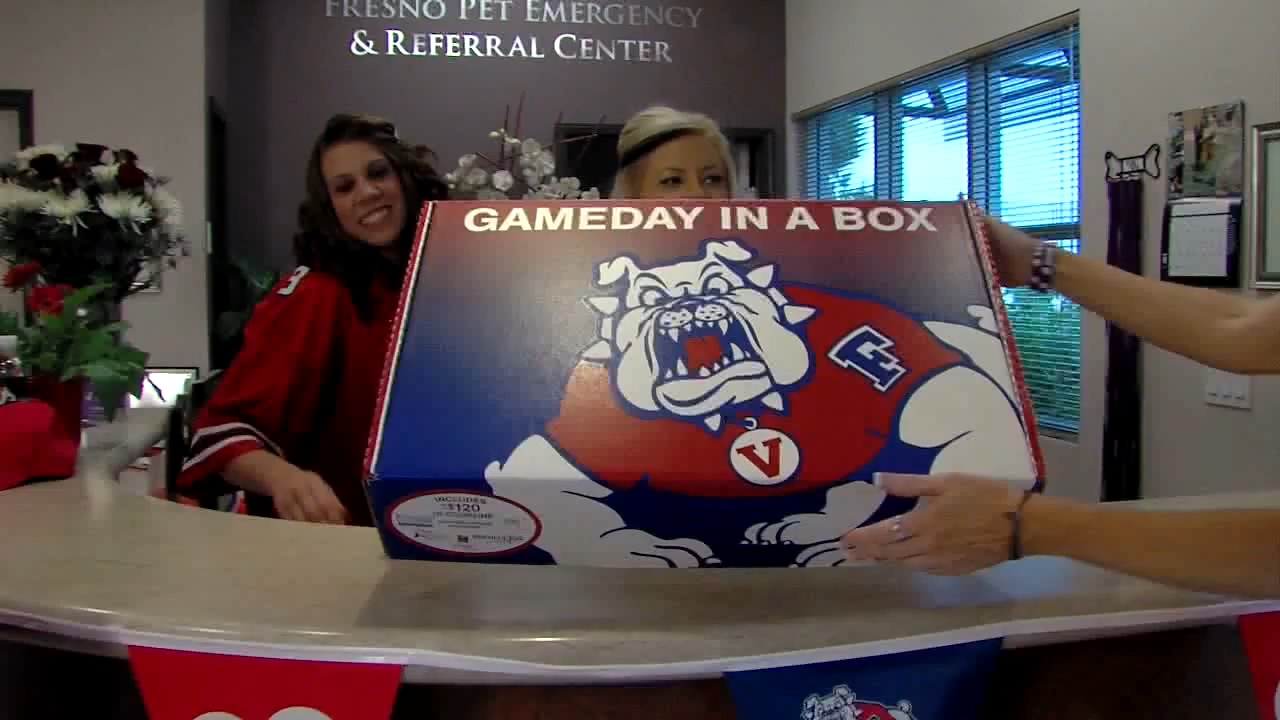 FRESNO PET EMERGENCY
& REFERRAL CENTER
GAMEDAY IN A BOX
F
V
INCLUDES
$120